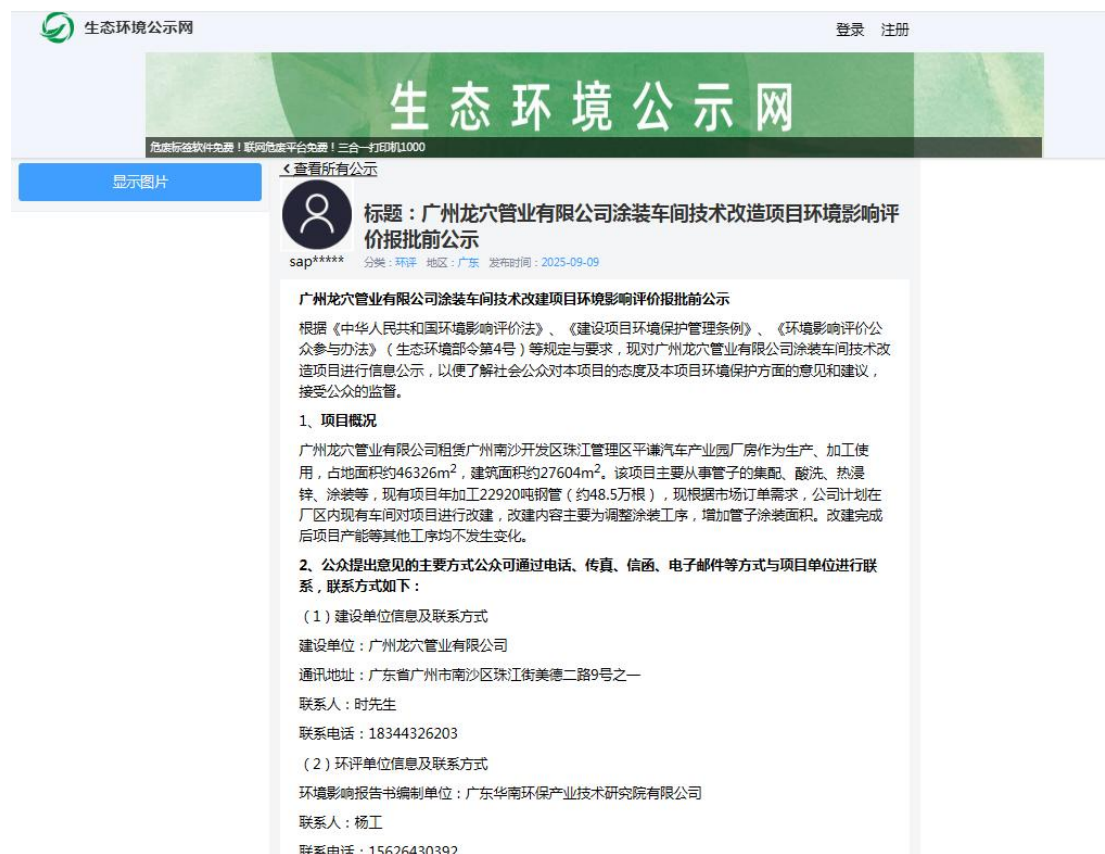 生态环境公示网
登录 注册
生态环境公示网
危废标签软件免费！联网危废平台免费！三合一打印机1000
显示图片
<查看所有公示
标题：广州龙穴管业有限公司涂装车间技术改造项目环境影响评
价报批前公示
sap*****
分类：环评 地区：广东 发布时间：2025-09-09
广州龙穴管业有限公司涂装车间技术改建项目环境影响评价报批前公示
根据《中华人民共和国环境影响评价法》、《建设项目环境保护管理条例》、《环境影响评价公
众参与办法》（生态环境部令第4号）等规定与要求，现对广州龙穴管业有限公司涂装车间技术改
造项目进行信息公示，以便了解社会公众对本项目的态度及本项目环境保护方面的意见和建议，
接受公众的监督。
1、项目概况
广州龙穴管业有限公司租赁广州南沙开发区珠江管理区平谦汽车产业园厂房作为生产、加工使
用，占地面积约46326m²，建筑面积约27604m²。该项目主要从事管子的集配、酸洗、热浸
锌、涂装等，现有项目年加工22920吨钢管（约48.5万根），现根据市场订单需求，公司计划在
厂区内现有车间对项目进行改建，改建内容主要为调整涂装工序，增加管子涂装面积。改建完成
后项目产能等其他工序均不发生变化。
2、公众提出意见的主要方式公众可通过电话、传真、信函、电子邮件等方式与项目单位进行联
系，联系方式如下：
（1）建设单位信息及联系方式
建设单位：广州龙穴管业有限公司
通讯地址：广东省广州市南沙区珠江街美德二路9号之一
联系人：时先生
联系电话：18344326203
（2）环评单位信息及联系方式
环境影响报告书编制单位：广东华南环保产业技术研究院有限公司
联系人：杨工
联系电话：15626430392